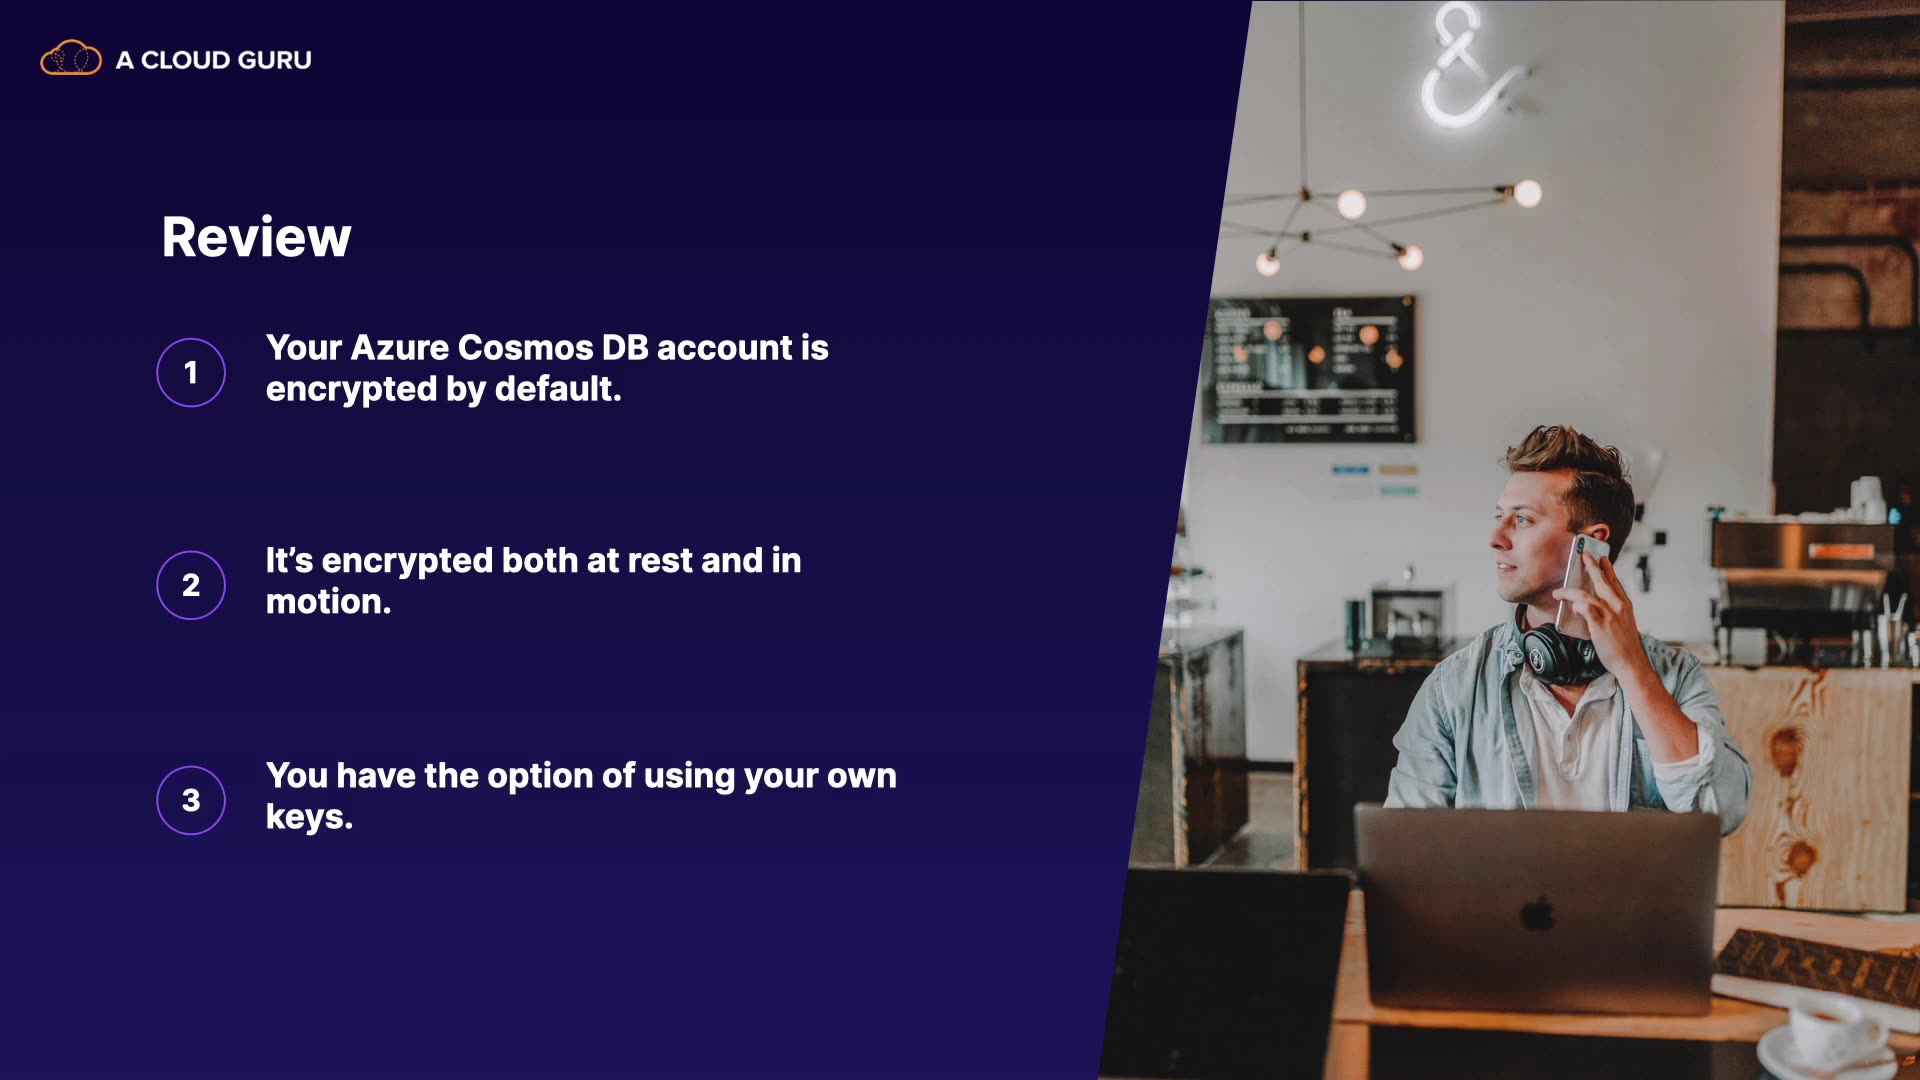 A CLOUD GURU
Review
1
Your Azure Cosmos DB account is
encrypted by default.
2
It’s encrypted both at rest and in
motion.
3
You have the option of using your own
keys.
&